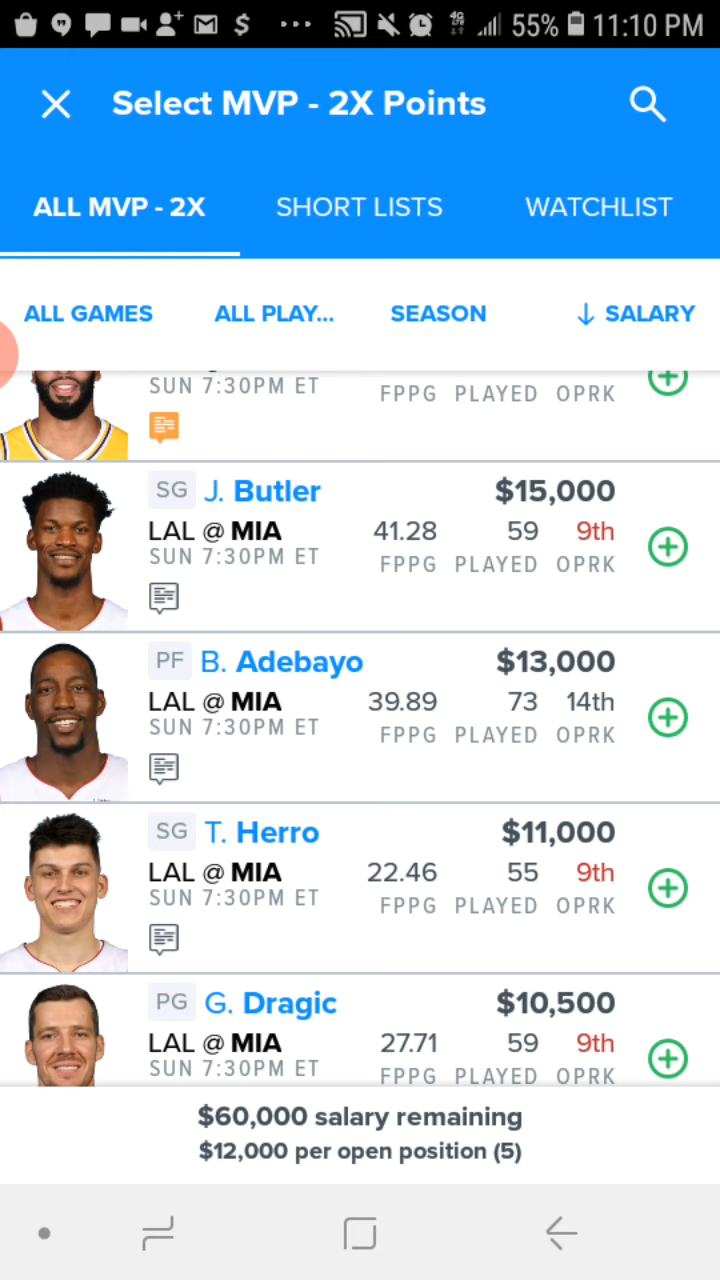 $ ... 4G LTE 55% 11:10 PM
Select MVP - 2X Points
ALL MVP - 2X SHORT LISTS WATCHLIST
ALL GAMES ALL PLAY... SEASON ↓ SALARY
SUN 7:30PM ET FPPG PLAYED OPRK
SG J. Butler $15,000
LAL @ MIA 41.28 59 9th
SUN 7:30PM ET FPPG PLAYED OPRK
PF B. Adebayo $13,000
LAL @ MIA 39.89 73 14th
SUN 7:30PM ET FPPG PLAYED OPRK
SG T. Herro $11,000
LAL @ MIA 22.46 55 9th
SUN 7:30PM ET FPPG PLAYED OPRK
PG G. Dragic $10,500
LAL @ MIA 27.71 59 9th
SUN 7:30PM ET FPPG PLAYED OPRK
$60,000 salary remaining
$12,000 per open position (5)